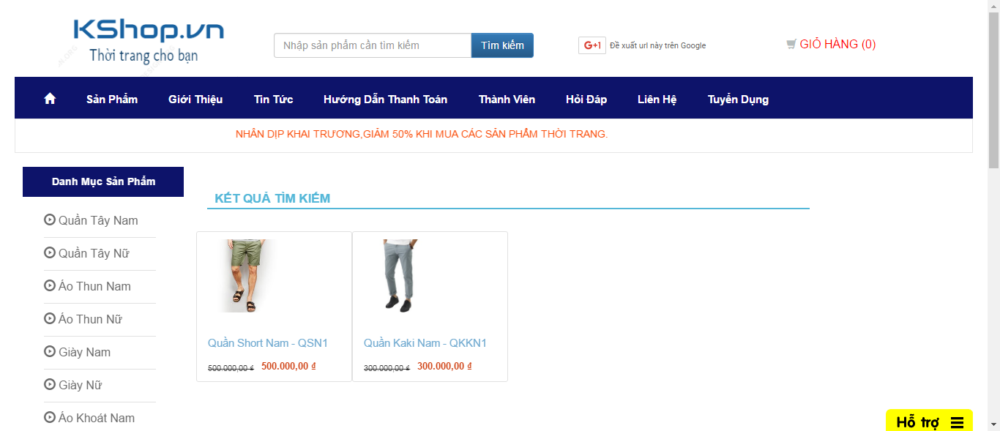 KShop.vn
Thời trang cho bạn
Nhập sản phẩm cần tìm kiếm
Tìm kiếm
G+1 Đề xuất url này trên Google
GIỎ HÀNG (0)
Sản Phẩm Giới Thiệu Tin Tức Hướng Dẫn Thanh Toán Thành Viên Hỏi Đáp Liên Hệ Tuyển Dụng
NHÂN DỊP KHAI TRƯƠNG,GIẢM 50% KHI MUA CÁC SẢN PHẨM THỜI TRANG.
Danh Mục Sản Phẩm
Quần Tây Nam
Quần Tây Nữ
Áo Thun Nam
Áo Thun Nữ
Giày Nam
Giày Nữ
Áo Khoát Nam
KẾT QUẢ TÌM KIẾM
Quần Short Nam - QSN1
500.000,00 ₫ 500.000,00 ₫
Quần Kaki Nam - QKKN1
300.000,00 ₫ 300.000,00 ₫
Hỗ trợ